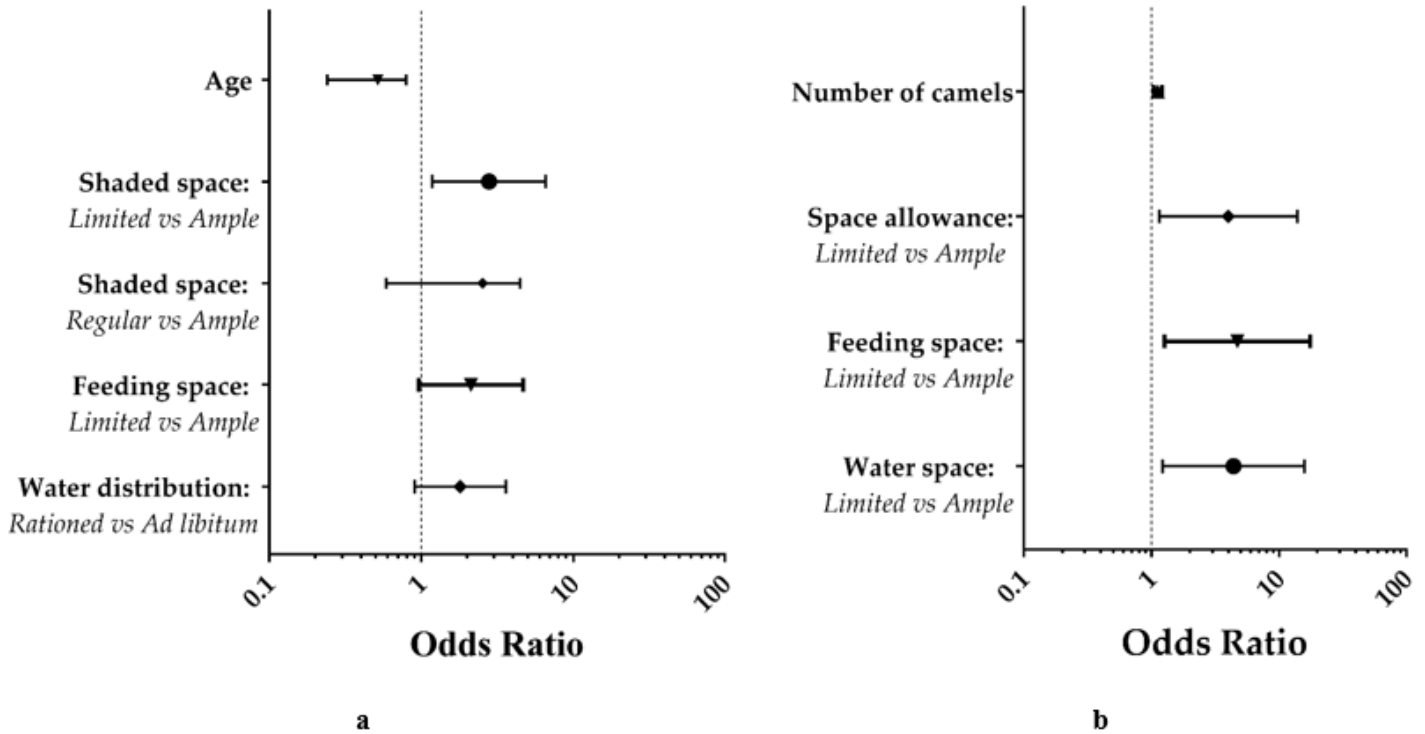 Age
Shaded space:
Limited vs Ample
Shaded space:
Regular vs Ample
Feeding space:
Limited vs Ample
Water distribution:
Rationed vs Ad libitum
0.1
1
10
100
Odds Ratio
a
Number of camels
Space allowance:
Limited vs Ample
Feeding space:
Limited vs Ample
Water space:
Limited vs Ample
0.1
1
10
100
Odds Ratio
b